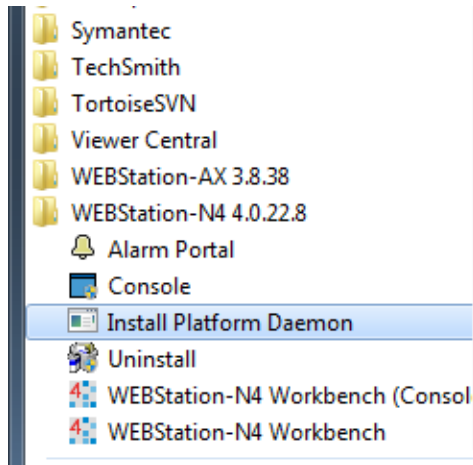 Symantec
TechSmith
TortoiseSVN
Viewer Central
WEBStation-AX 3.8.38
WEBStation-N4 4.0.22.8
Alarm Portal
Console
Install Platform Daemon
Uninstall
WEBStation-N4 Workbench (Consol
WEBStation-N4 Workbench